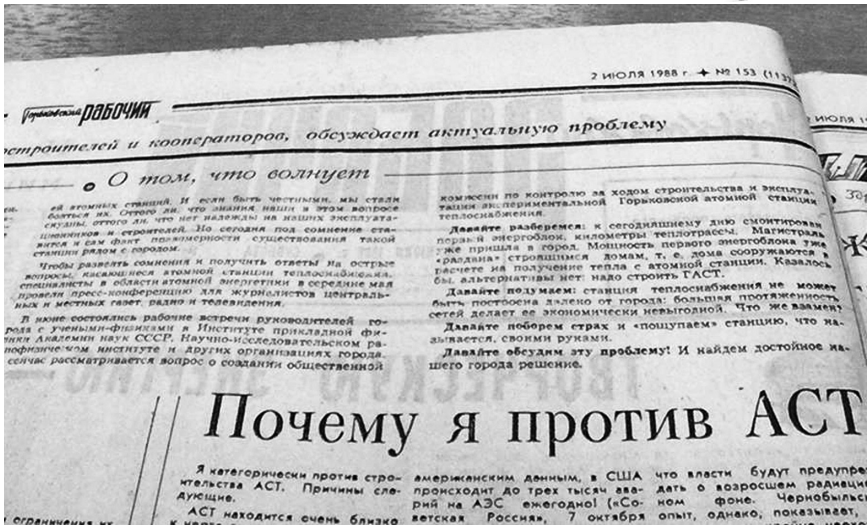 2 ИЮЛЯ 1988 г. ✦ № 153 (1137
Горьковский РАБОЧИЙ
строителей и кооператоров, обсуждает актуальную проблему
О том, что волнует
ей атомных станций. И если быть честными, мы стали
бояться их. Оттого ли, что знания наши в этом вопросе
скудны, оттого ли, что нет надежды на наших эксплуата-
ционников и строителей. Но сегодня под сомнение ста-
вится и сам факт правомерности существования такой
станции рядом с городом.
Чтобы развеять сомнения и получить ответы на острые
вопросы, касающиеся атомной станции теплоснабжения,
специалисты в области атомной энергетики в середине мая
провели пресс-конференцию для журналистов централь-
ных и местных газет, радио и телевидения.
В июне состоялись рабочие встречи руководителей го-
рода с учеными-физиками в Институте прикладной фи-
зики Академии наук СССР, Научно-исследовательском ра-
диофизическом институте и других организациях города.
сейчас рассматривается вопрос о создании общественной
комиссии по контролю за ходом строительства и эксплуа-
тации экспериментальной Горьковской атомной станции
теплоснабжения.
Давайте разберемся: к сегодняшнему дню смонтирован
первый энергоблок, километры теплотрассы. Магистраль
уже пришла в город. Мощность первого энергоблока уже
«раздана» строящимся домам, т. е. дома сооружаются в
расчете на получение тепла с атомной станции. Казалось
бы, альтернативы нет: надо строить ГАСТ.
Давайте подумаем: станция теплоснабжения не может
быть построена далеко от города: большая протяженность
сетей делает ее экономически невыгодной. Что же взамен?
Давайте поборем страх и «пощупаем» станцию, что на-
зывается, своими руками.
Давайте обсудим эту проблему! И найдем достойное на-
шего города решение.
Почему я против АСТ
Я категорически против стро-
ительства АСТ. Причины сле-
дующие.
АСТ находится очень близко
американским данным, в США
происходит до трех тысяч ава-
рий на АЭС ежегодно! («Со-
ветская Россия», 7 октября
что власти будут предупре
дать о возросшем радиаци
ном фоне. Чернобыльс
опыт, однако, показывает,
ИЮЛЯ 1